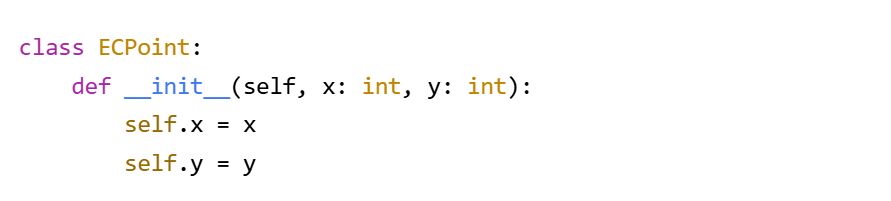 class ECPoint:
    def __init__(self, x: int, y: int):
        self.x = x
        self.y = y